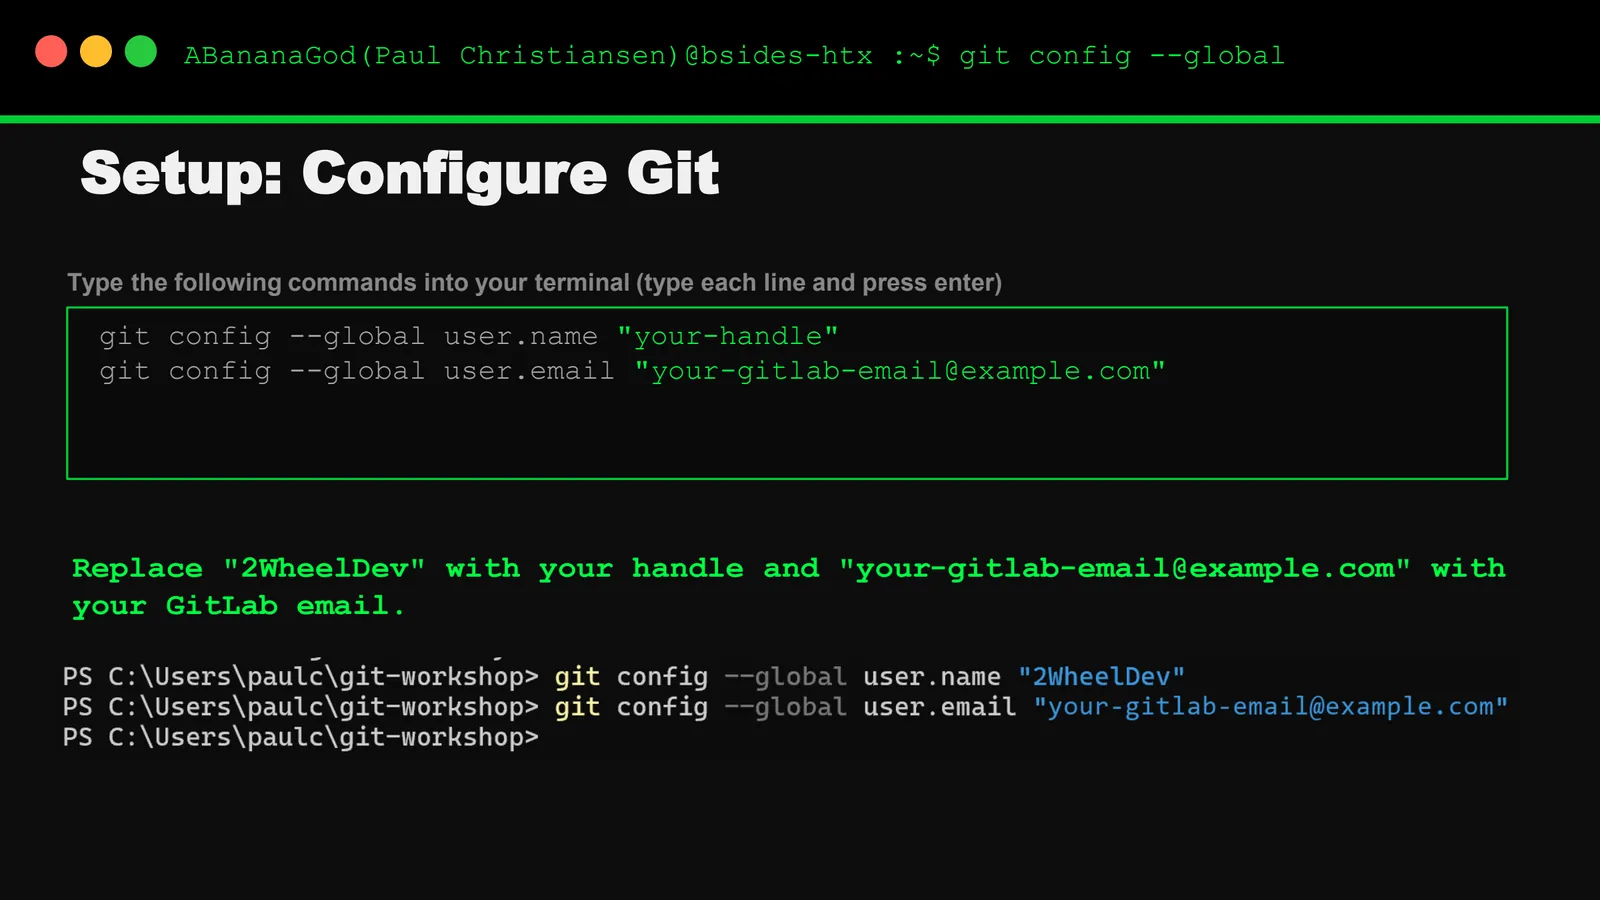 ABananaGod(Paul Christiansen)@bsides-htx :~$ git config --global
Setup: Configure Git
Type the following commands into your terminal (type each line and press enter)
git config --global user.name "your-handle"
git config --global user.email "your-gitlab-email@example.com"
Replace "2WheelDev" with your handle and "your-gitlab-email@example.com" with
your GitLab email.
PS C:\Users\paulc\git-workshop> git config --global user.name "2WheelDev"
PS C:\Users\paulc\git-workshop> git config --global user.email "your-gitlab-email@example.com"
PS C:\Users\paulc\git-workshop>